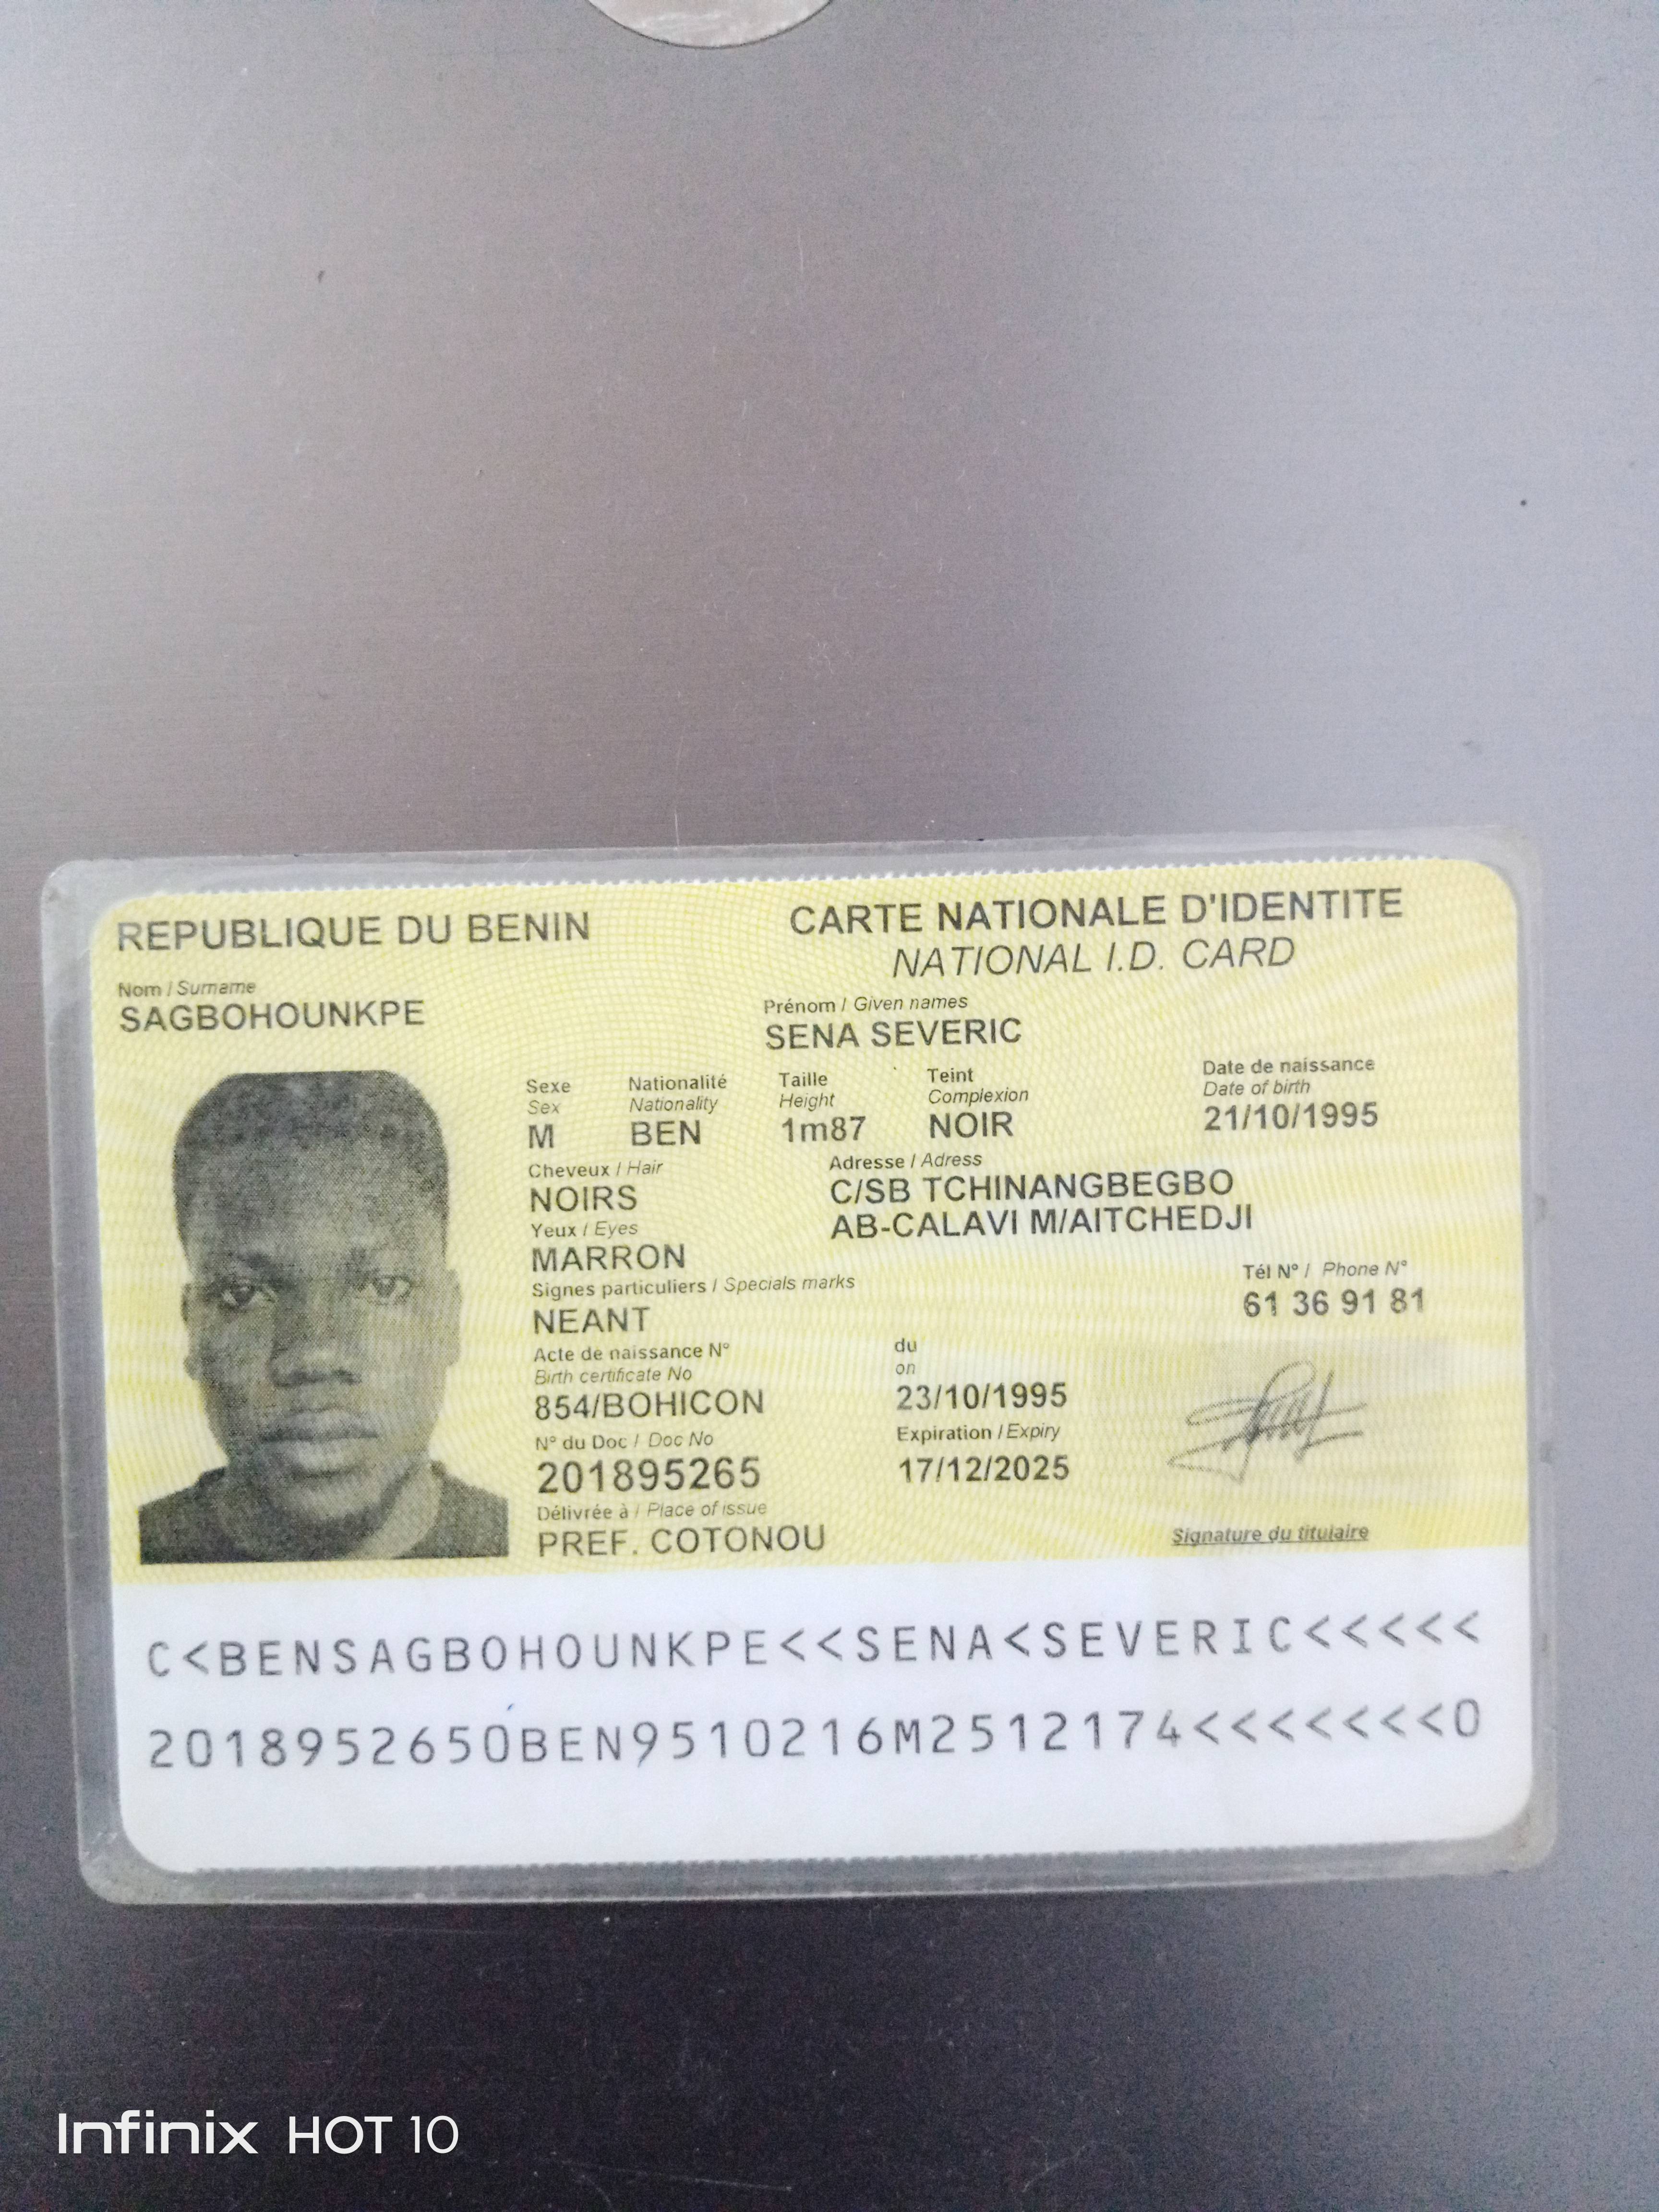 REPUBLIQUE DU BENIN
CARTE NATIONALE D'IDENTITE
NATIONAL I.D. CARD
Nom / Surname
SAGBOHOUNKPE
Prénom / Given names
SENA SEVERIC
Sexe Nationalité Taille Teint Date de naissance
Sex Nationality Height Complexion Date of birth
M BEN 1m87 NOIR 21/10/1995
Cheveux / Hair Adresse / Adress
NOIRS C/SB TCHINANGBEGBO
AB-CALAVI M/AITCHEDJI
Yeux / Eyes
MARRON
Signes particuliers / Specials marks Tél N° / Phone N°
NEANT 61 36 91 81
Acte de naissance N° du
Birth certificate No on
854/BOHICON 23/10/1995
N° du Doc / Doc No Expiration / Expiry
201895265 17/12/2025
Délivrée à / Place of issue
PREF. COTONOU
Signature du titulaire
C<BENSAGBOHOUNKPE<<SENA<SEVERIC<<<<<
2018952650BEN9510216M2512174<<<<<<<0
Infinix HOT 10